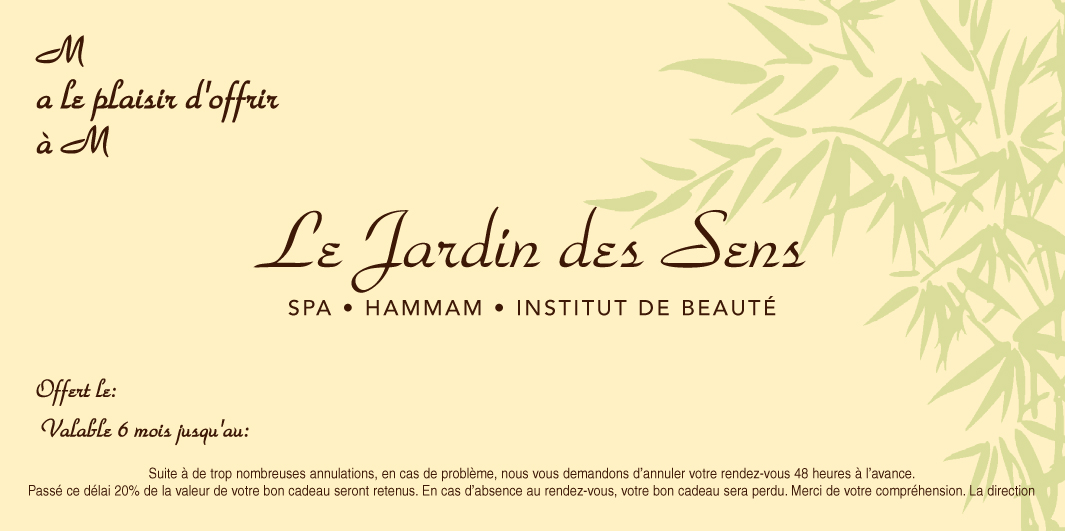 M
a le plaisir d'offrir
à M
Le Jardin des Sens
SPA • HAMMAM • INSTITUT DE BEAUTÉ
Offert le:
Valable 6 mois jusqu'au:
Suite à de trop nombreuses annulations, en cas de problème, nous vous demandons d’annuler votre rendez-vous 48 heures à l’avance.
Passé ce délai 20% de la valeur de votre bon cadeau seront retenus. En cas d’absence au rendez-vous, votre bon cadeau sera perdu. Merci de votre compréhension. La direction